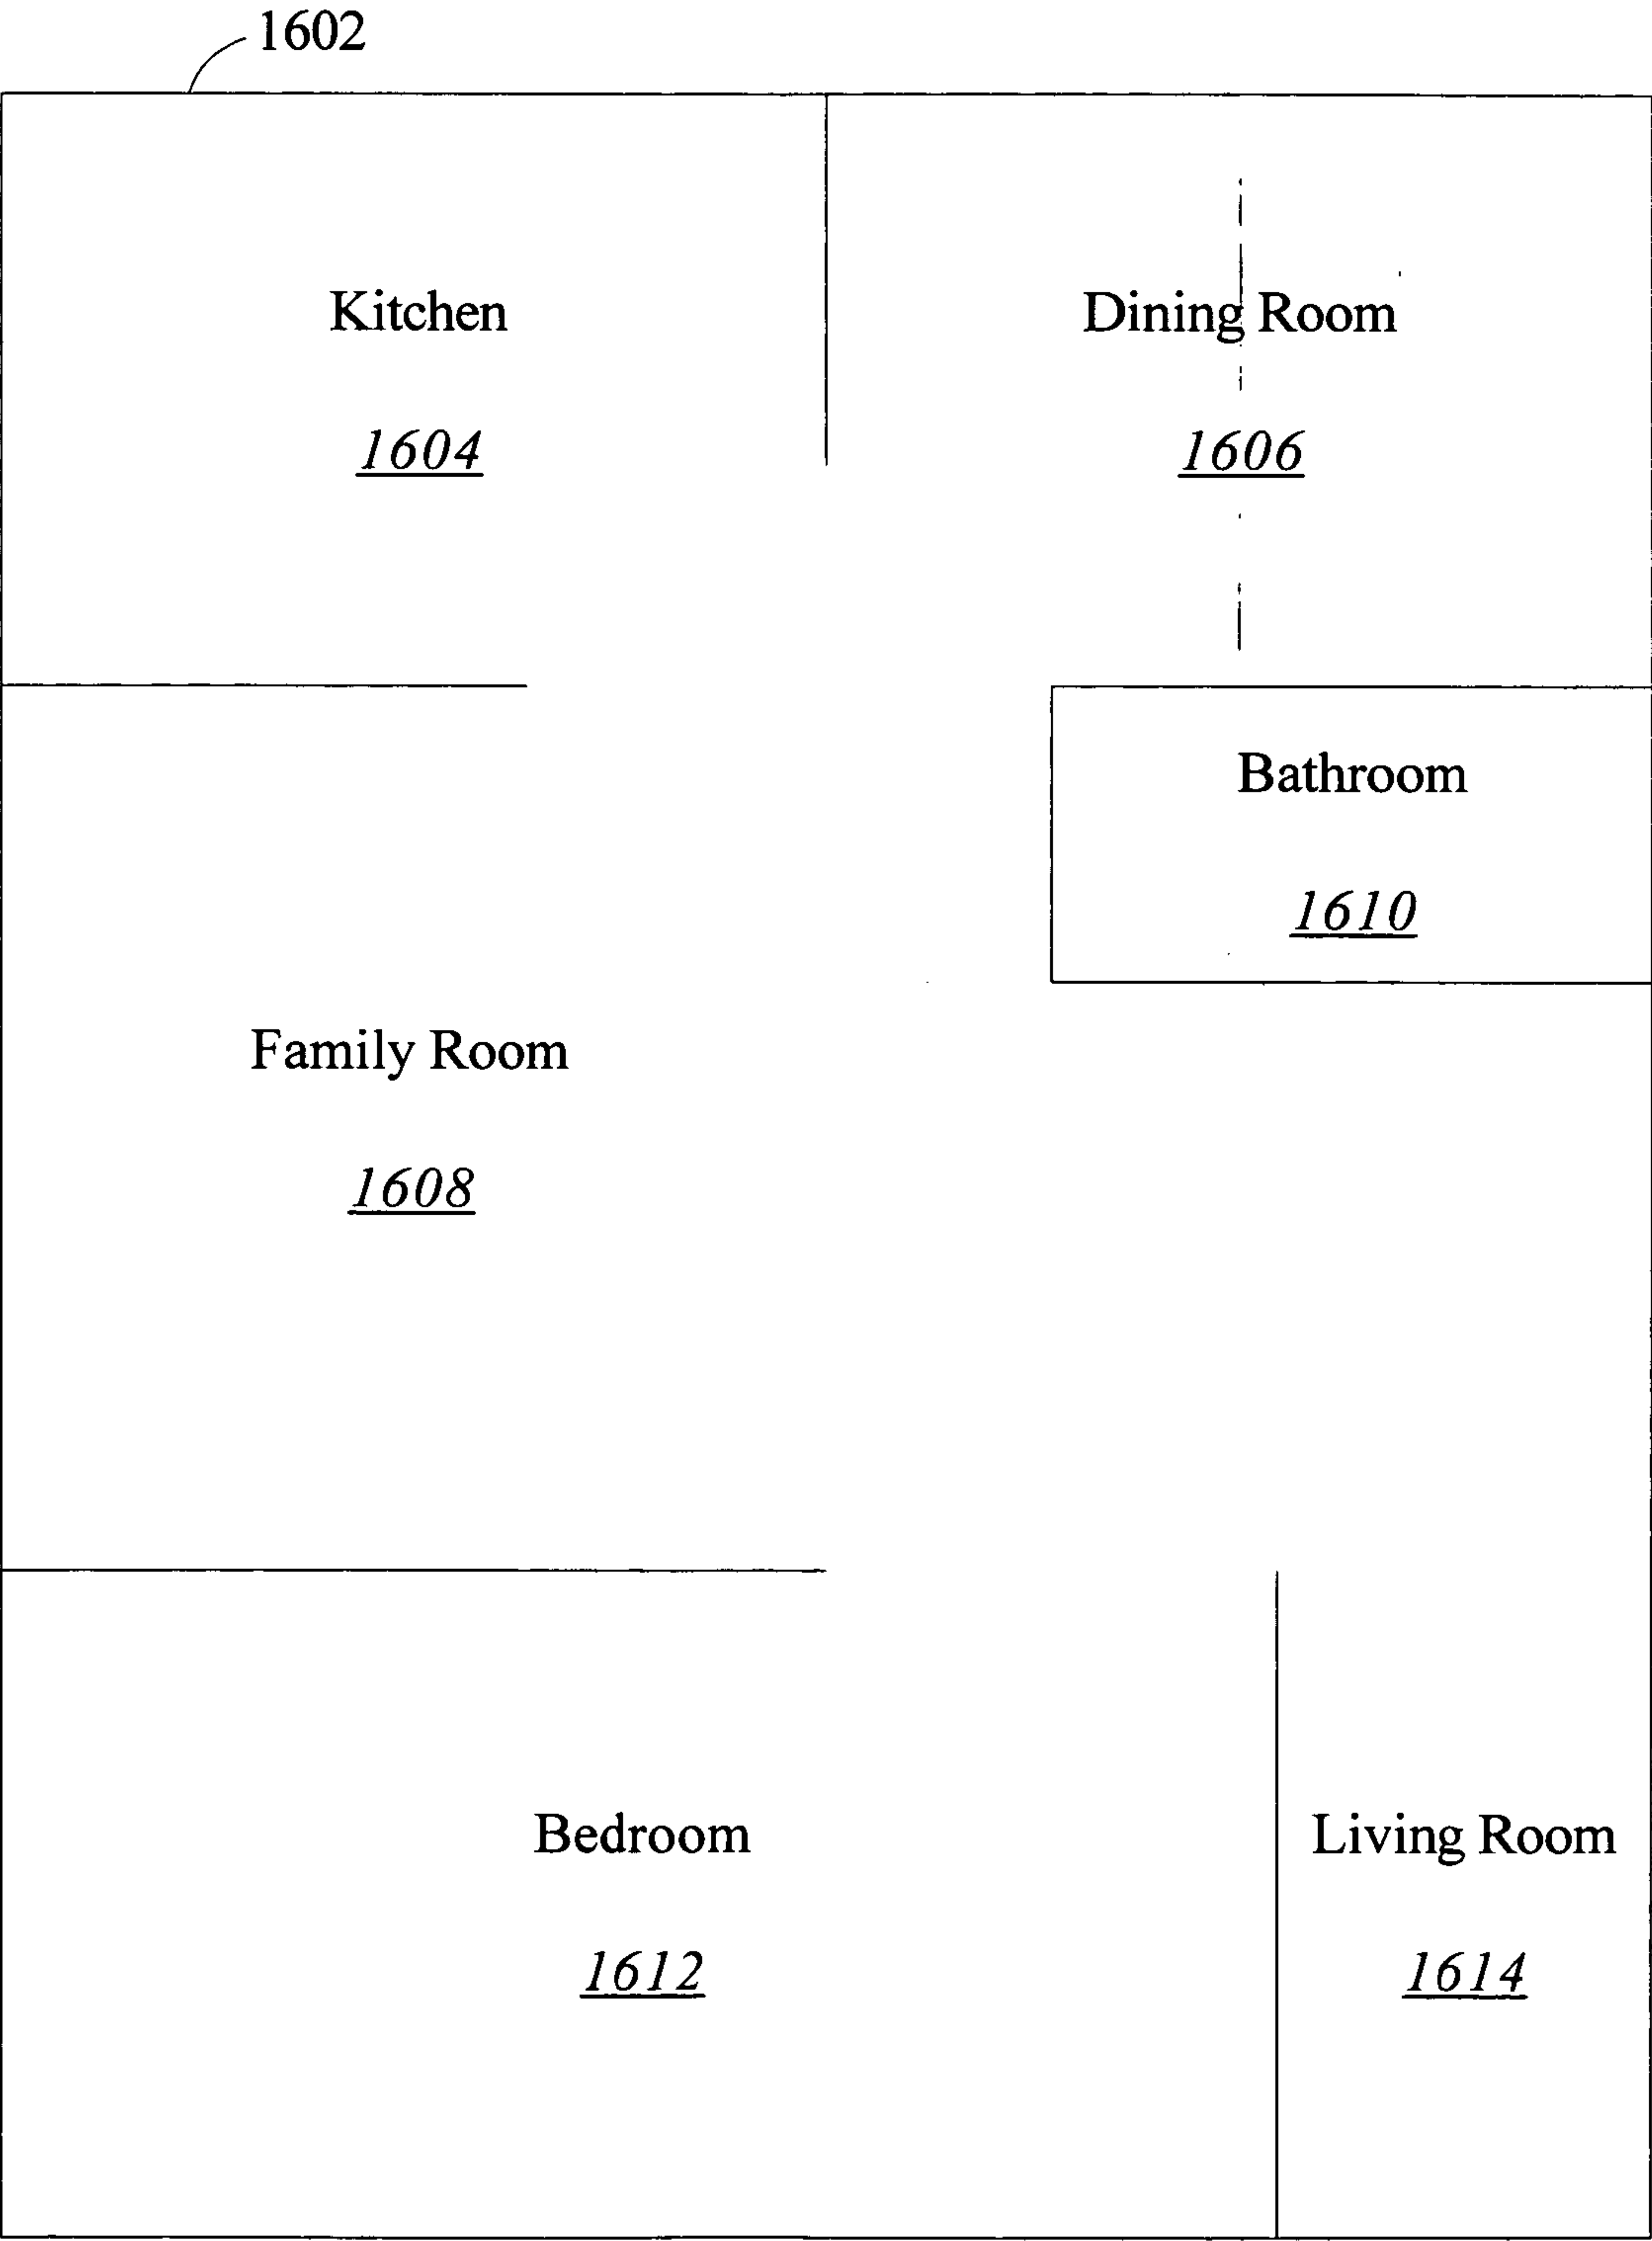 1602
Kitchen
1604
Dining Room
1606
Bathroom
1610
Family Room
1608
Bedroom
1612
Living Room
1614